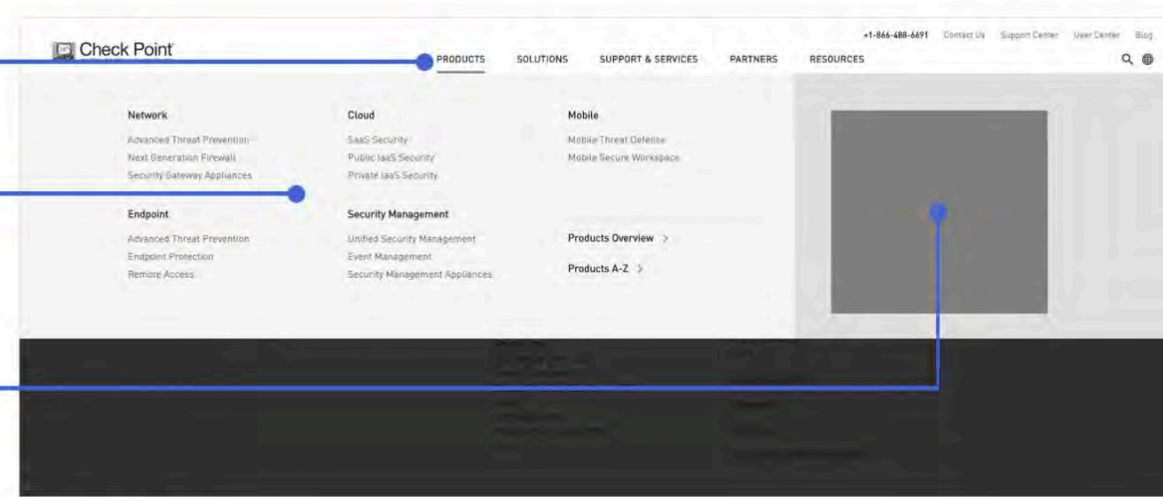 +1-866-488-6691 Contact Us Support Center User Center Blog
Check Point
PRODUCTS SOLUTIONS SUPPORT & SERVICES PARTNERS RESOURCES
Network
Advanced Threat Prevention
Next Generation Firewall
Security Gateway Appliances
Cloud
SaaS Security
Public IaaS Security
Private IaaS Security
Mobile
Mobile Threat Defense
Mobile Secure Workspace
Endpoint
Advanced Threat Prevention
Endpoint Protection
Remote Access
Security Management
Unified Security Management
Event Management
Security Management Appliances
Products Overview >
Products A-Z >